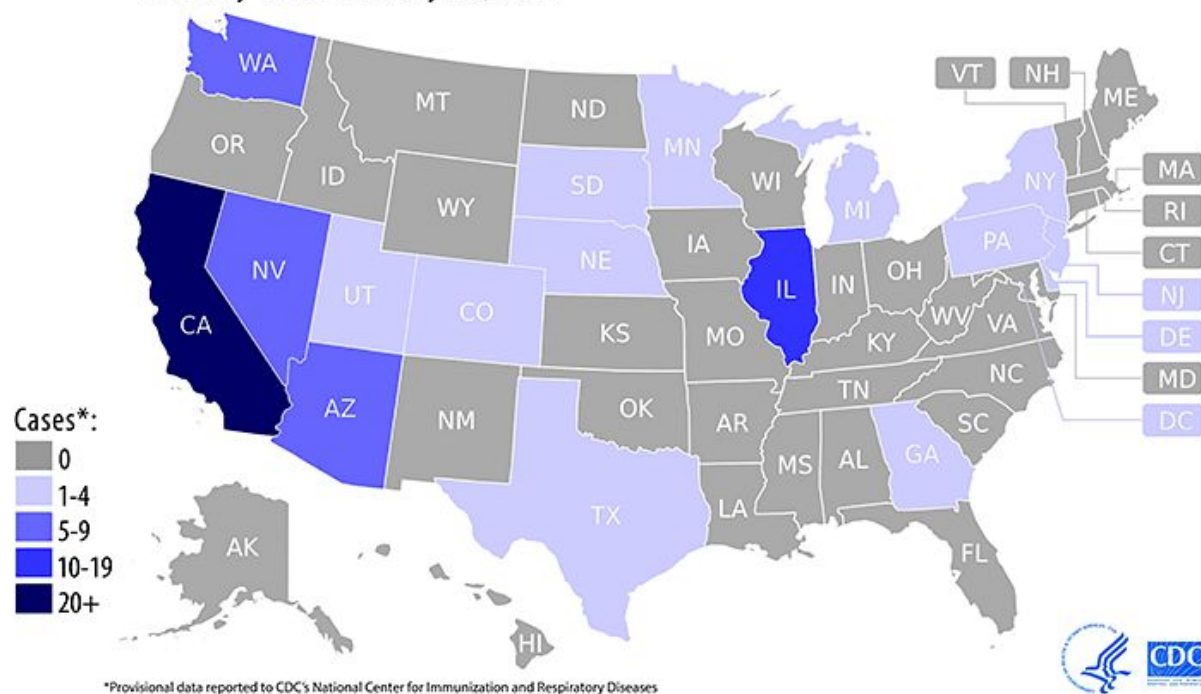 WA
MT
ND
MN
VT
NH
ME
OR
ID
WY
SD
WI
MI
NY
MA
RI
CT
NV
UT
CO
NE
IA
IL
IN
OH
PA
NJ
DE
MD
DC
CA
AZ
NM
KS
MO
KY
WV
VA
OK
AR
TN
NC
SC
MS
AL
GA
TX
LA
FL
AK
HI
Cases*:
0
1-4
5-9
10-19
20+
*Provisional data reported to CDC's National Center for Immunization and Respiratory Diseases
CDC